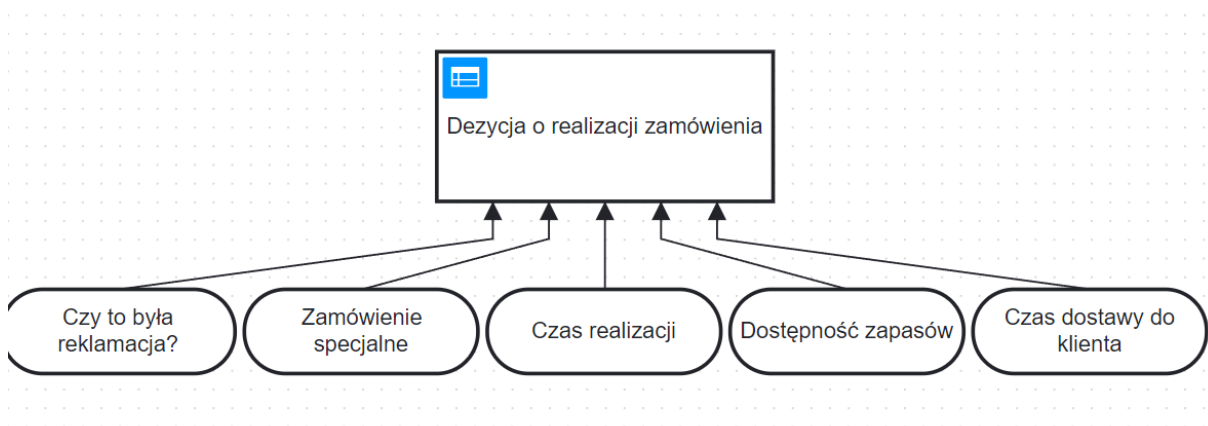 Dezycja o realizacji zamówienia
Czy to była
reklamacja?
Zamówienie
specjalne
Czas realizacji
Dostępność zapasów
Czas dostawy do
klienta